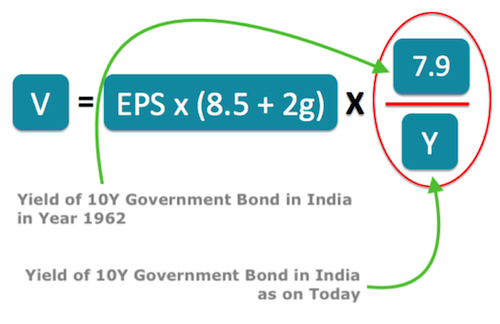 V = EPS x (8.5 + 2g) X 7.9
Y
Yield of 10Y Government Bond in India
in Year 1962
Yield of 10Y Government Bond in India
as on Today